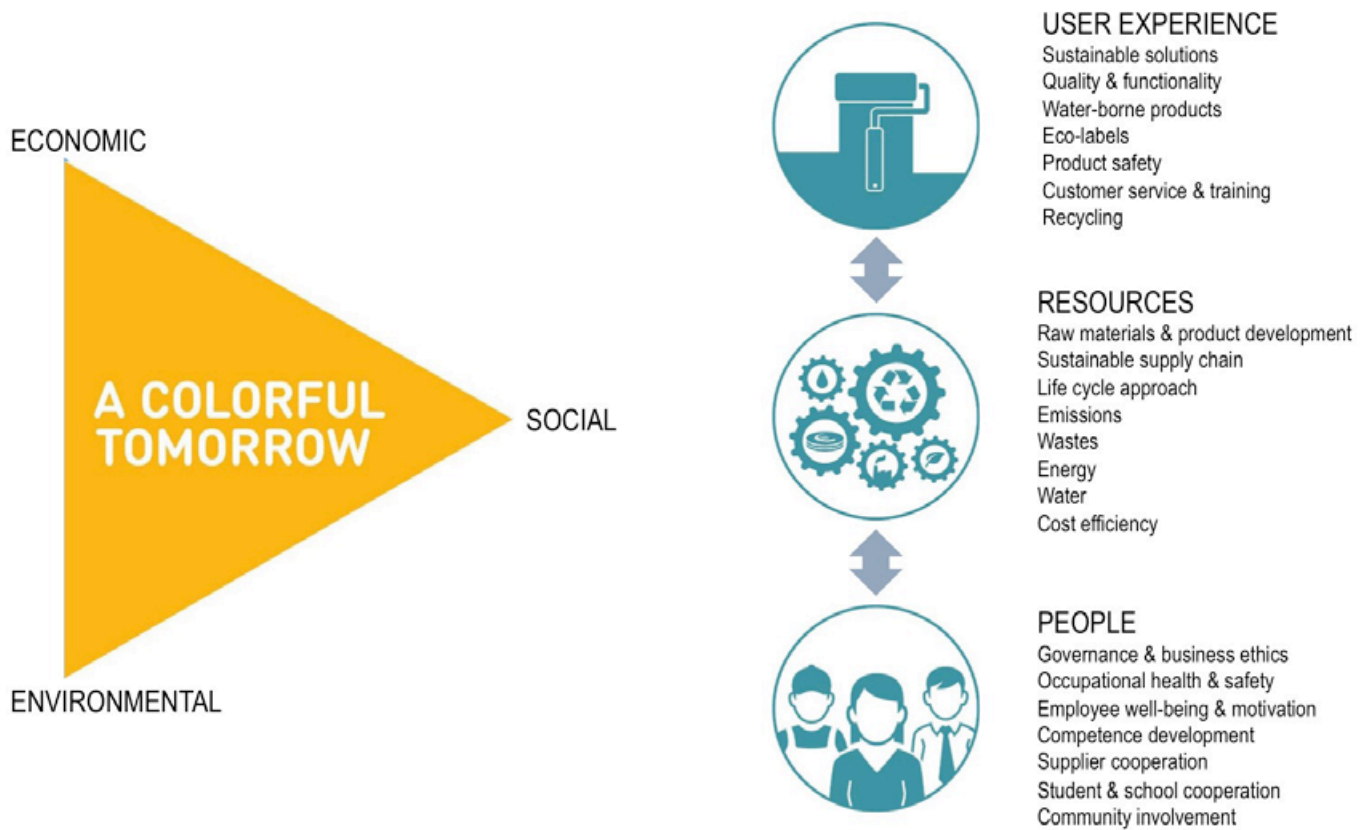 ECONOMIC
A COLORFUL
TOMORROW
SOCIAL
ENVIRONMENTAL
USER EXPERIENCE
Sustainable solutions
Quality & functionality
Water-borne products
Eco-labels
Product safety
Customer service & training
Recycling
RESOURCES
Raw materials & product development
Sustainable supply chain
Life cycle approach
Emissions
Wastes
Energy
Water
Cost efficiency
PEOPLE
Governance & business ethics
Occupational health & safety
Employee well-being & motivation
Competence development
Supplier cooperation
Student & school cooperation
Community involvement